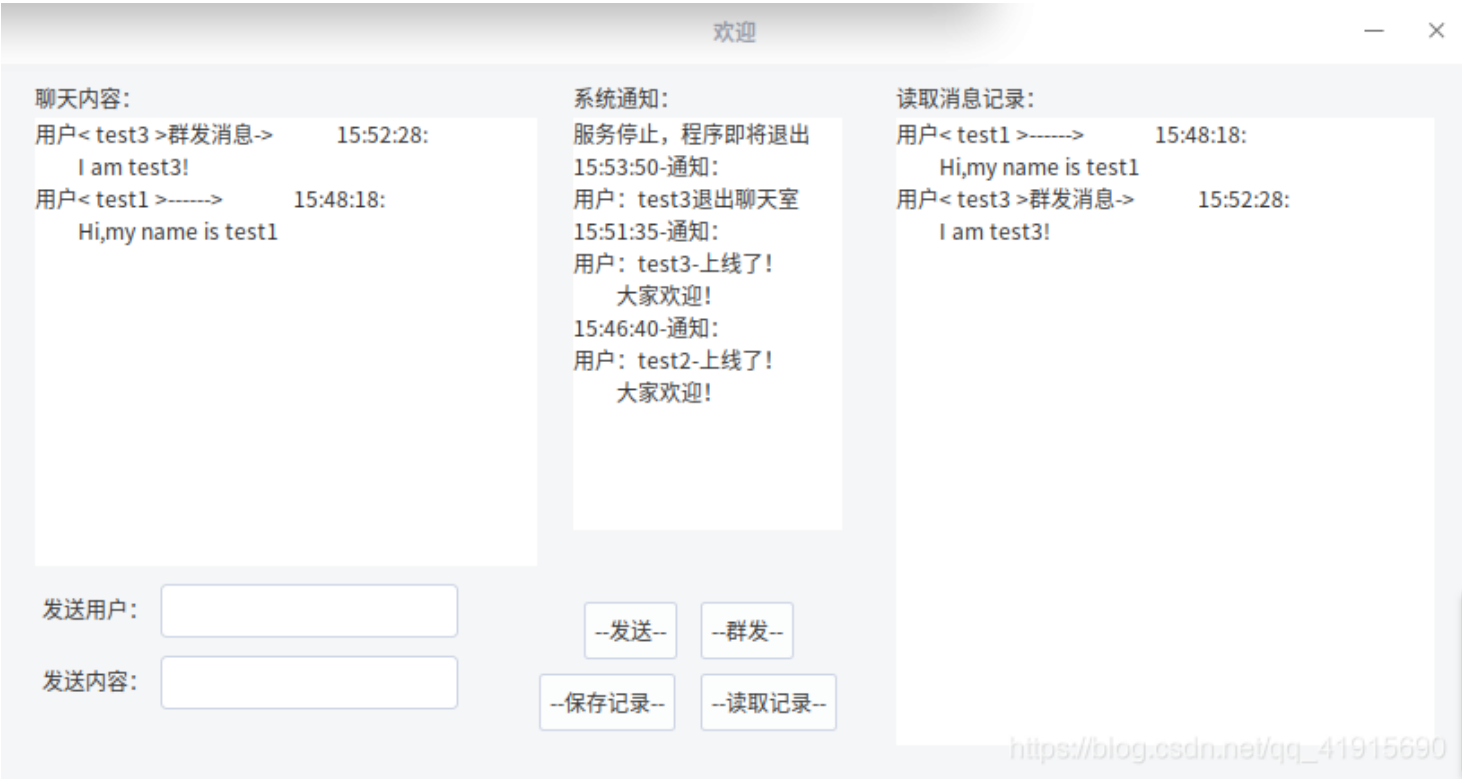 欢迎
聊天内容：
用户< test3 >群发消息-> 15:52:28:
I am test3!
用户< test1 >------> 15:48:18:
Hi,my name is test1
系统通知：
服务停止，程序即将退出
15:53:50-通知：
用户：test3退出聊天室
15:51:35-通知：
用户：test3-上线了！
大家欢迎！
15:46:40-通知：
用户：test2-上线了！
大家欢迎！
读取消息记录：
用户< test1 >------> 15:48:18:
Hi,my name is test1
用户< test3 >群发消息-> 15:52:28:
I am test3!
发送用户：
发送内容：
--发送--
--群发--
--保存记录--
--读取记录--
https://blog.csdn.net/qq_41915690